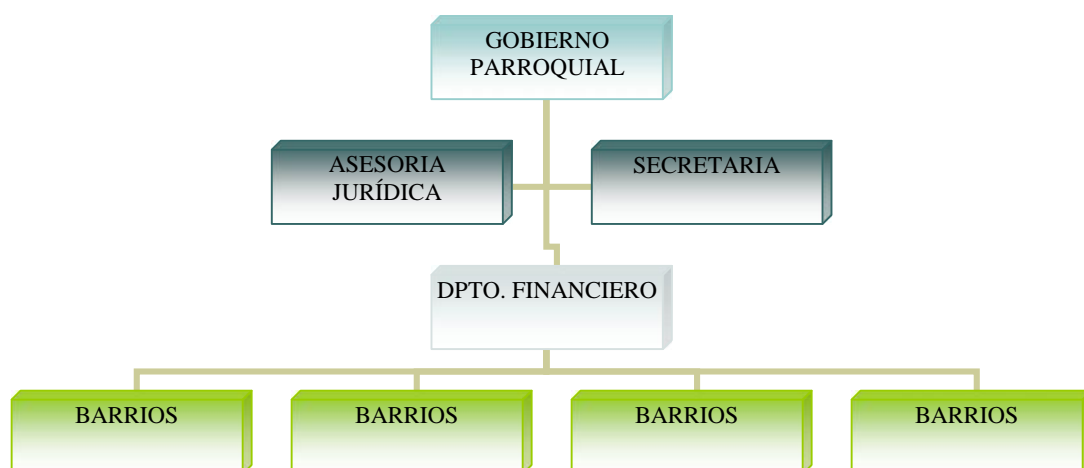 GOBIERNO
PARROQUIAL
ASESORIA
JURÍDICA
SECRETARIA
DPTO. FINANCIERO
BARRIOS
BARRIOS
BARRIOS
BARRIOS